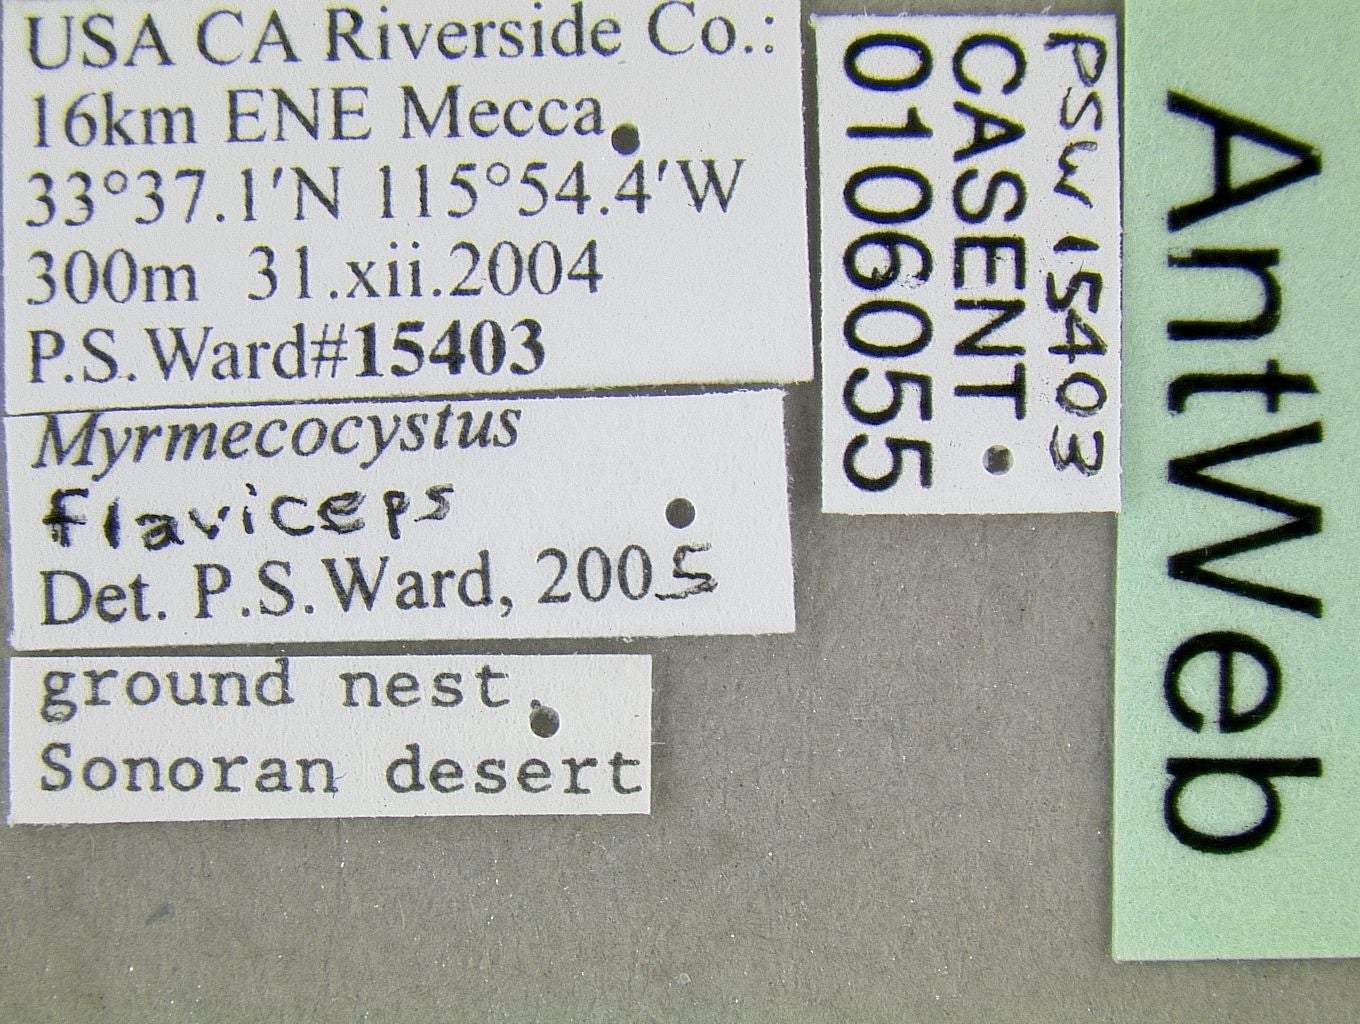 USA CA Riverside Co.:
16km ENE Mecca
33°37.1'N 115°54.4'W
300m 31.xii.2004
P.S. Ward#15403
Myrmecocystus
flaviceps
Det. P.S. Ward, 2005
ground nest
Sonoran desert
PSW 15403
CASENT
0106055
AntWeb